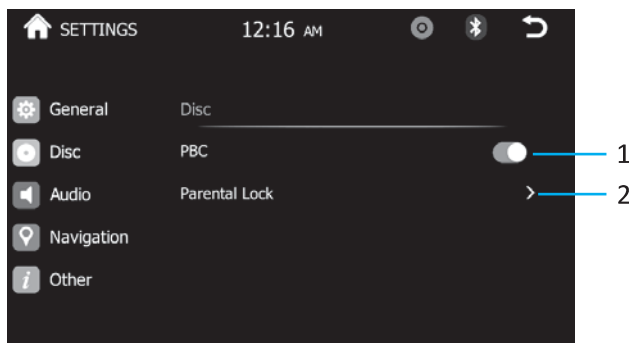 SETTINGS 12:16 AM
General Disc
Disc PBC 1
Audio Parental Lock > 2
Navigation
i Other